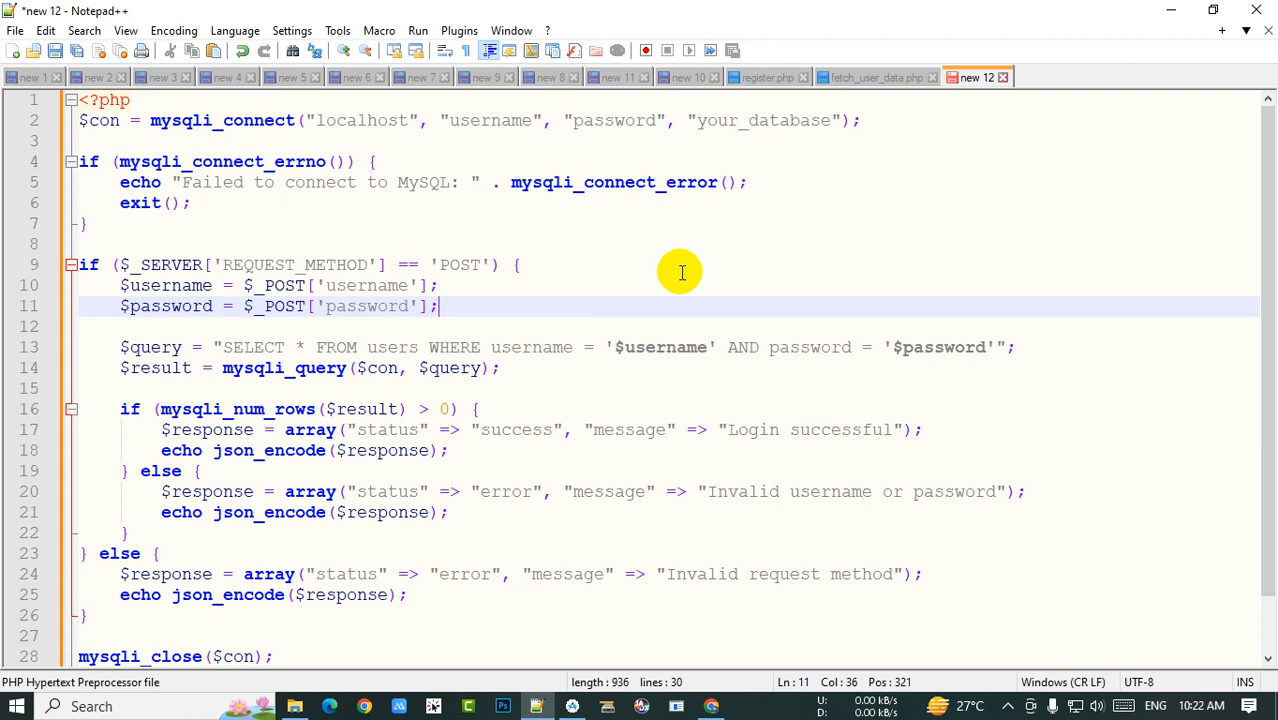 *new 12 - Notepad++
File Edit Search View Encoding Language Settings Tools Macro Run Plugins Window ?
new 1 new 2 new 3 new 4 new 5 new 6 new 7 new 9 new 8 new 11 new 10 register.php fetch_user_data.php new 12
1 <?php
2 $con = mysqli_connect("localhost", "username", "password", "your_database");
3
4 if (mysqli_connect_errno()) {
5 echo "Failed to connect to MySQL: " . mysqli_connect_error();
6 exit();
7 }
8
9 if ($_SERVER['REQUEST_METHOD'] == 'POST') {
10 $username = $_POST['username'];
11 $password = $_POST['password'];
12
13 $query = "SELECT * FROM users WHERE username = '$username' AND password = '$password'";
14 $result = mysqli_query($con, $query);
15
16 if (mysqli_num_rows($result) > 0) {
17 $response = array("status" => "success", "message" => "Login successful");
18 echo json_encode($response);
19 } else {
20 $response = array("status" => "error", "message" => "Invalid username or password");
21 echo json_encode($response);
22 }
23 } else {
24 $response = array("status" => "error", "message" => "Invalid request method");
25 echo json_encode($response);
26 }
27
28 mysqli_close($con);
PHP Hypertext Preprocessor file length : 936 lines : 30 Ln : 11 Col : 36 Pos : 321 Windows (CR LF) UTF-8 INS
Search U: 0.00 kB/s 27°C ENG 10:22 AM
D: 0.00 kB/s